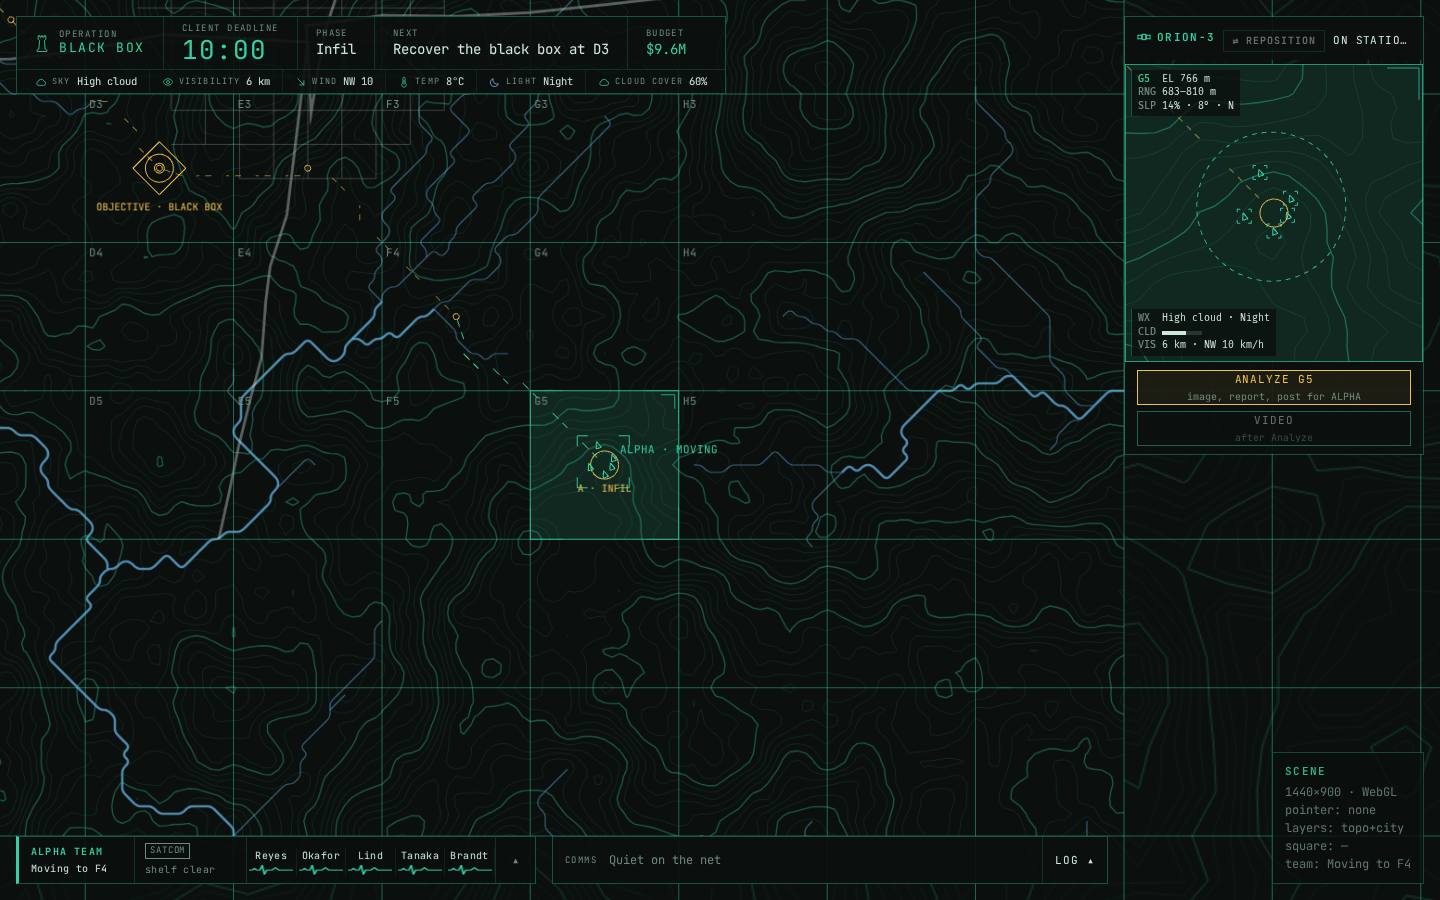 OPERATION
BLACK BOX
CLIENT DEADLINE
10:00
PHASE
Infil
NEXT
Recover the black box at D3
BUDGET
$9.6M
SKY High cloud
VISIBILITY 6 km
WIND NW 10
TEMP 8°C
LIGHT Night
CLOUD COVER 60%
ORION-3
⇄ REPOSITION
ON STATIO…
G5 EL 766 m
RNG 683–810 m
SLP 14% · 8° · N
WX High cloud · Night
CLD
VIS 6 km · NW 10 km/h
ANALYZE G5
image, report, post for ALPHA
VIDEO
after Analyze
D3 E3 F3 G3 H3
OBJECTIVE · BLACK BOX
D4 E4 F4 G4 H4
D5 E5 F5 G5 H5
ALPHA · MOVING
A · INFIL
SCENE
1440×900 · WebGL
pointer: none
layers: topo+city
square: —
team: Moving to F4
ALPHA TEAM
Moving to F4
SATCOM
shelf clear
Reyes Okafor Lind Tanaka Brandt
COMMS Quiet on the net
LOG